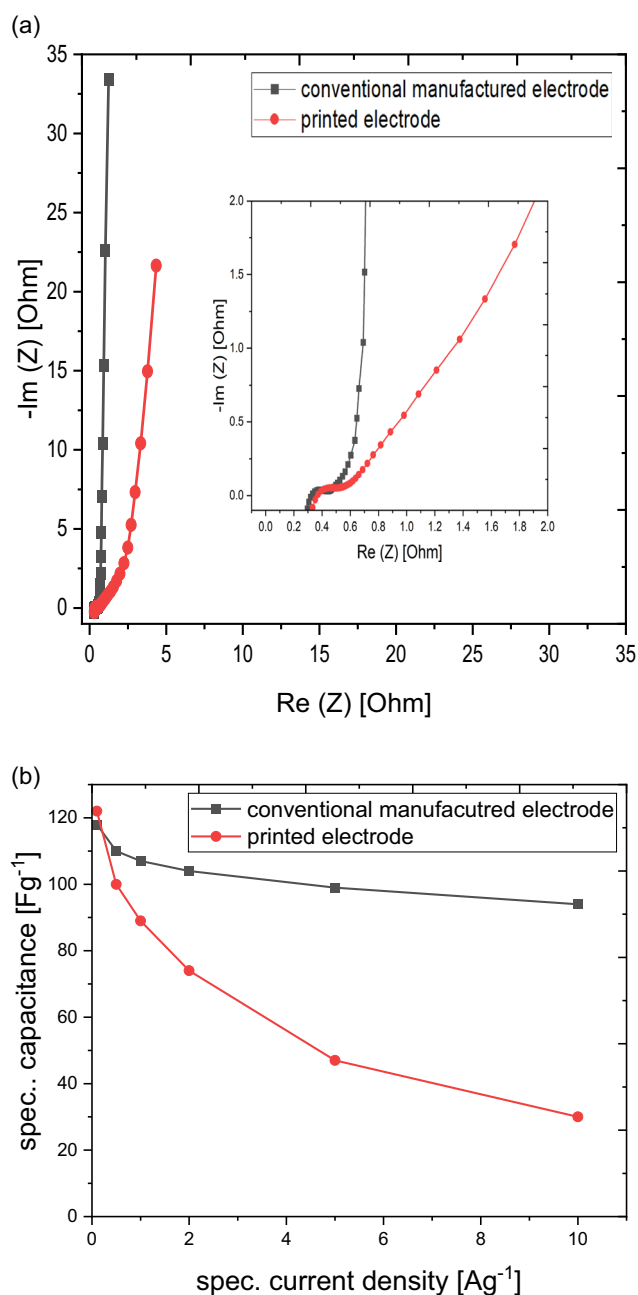 (a)
35
30
25
20
15
10
5
0
-Im (Z) [Ohm]
conventional manufactured electrode
printed electrode
2.0
1.5
1.0
0.5
0.0
-Im (Z) [Ohm]
0.0 0.2 0.4 0.6 0.8 1.0 1.2 1.4 1.6 1.8 2.0
Re (Z) [Ohm]
0 5 10 15 20 25 30 35
Re (Z) [Ohm]
(b)
120
100
80
60
40
20
0
spec.. capacitance [Fg⁻¹]
conventional manufacutred electrode
printed electrode
0 2 4 6 8 10
spec. current density [Ag⁻¹]